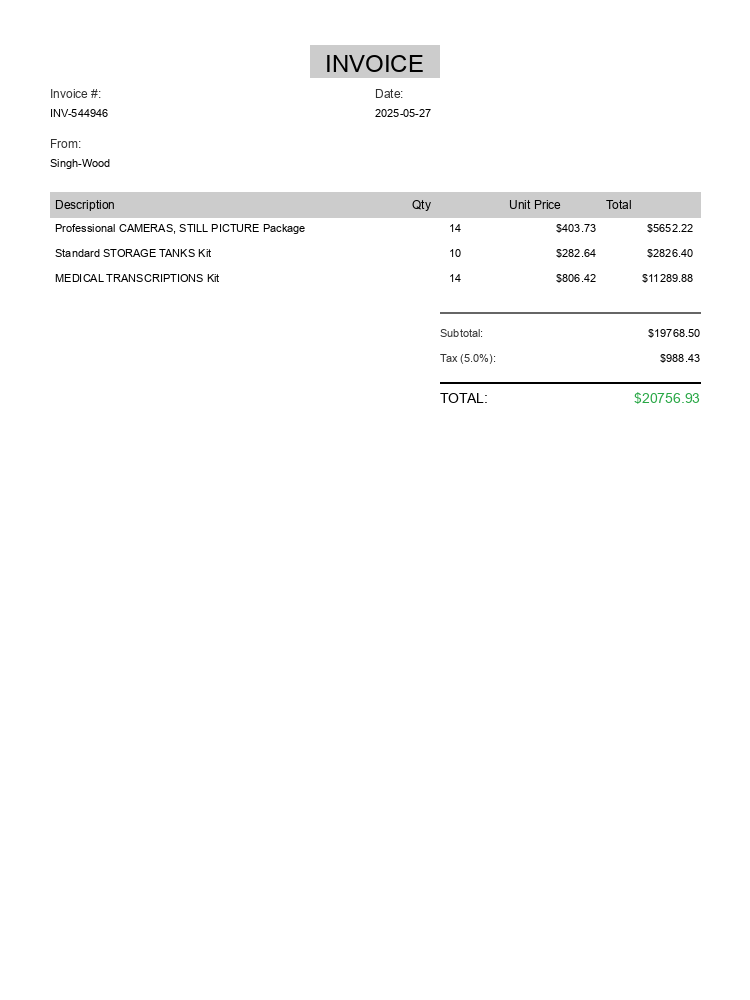 INVOICE
Invoice #: Date:
INV-544946 2025-05-27
From:
Singh-Wood
Description Qty Unit Price Total
Professional CAMERAS, STILL PICTURE Package 14 $403.73 $5652.22
Standard STORAGE TANKS Kit 10 $282.64 $2826.40
MEDICAL TRANSCRIPTIONS Kit 14 $806.42 $11289.88
Subtotal: $19768.50
Tax (5.0%): $988.43
TOTAL: $20756.93